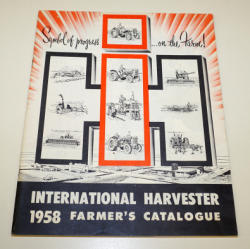 Symbol of progress ...on the Farm!
INTERNATIONAL HARVESTER
1958 FARMER'S CATALOGUE